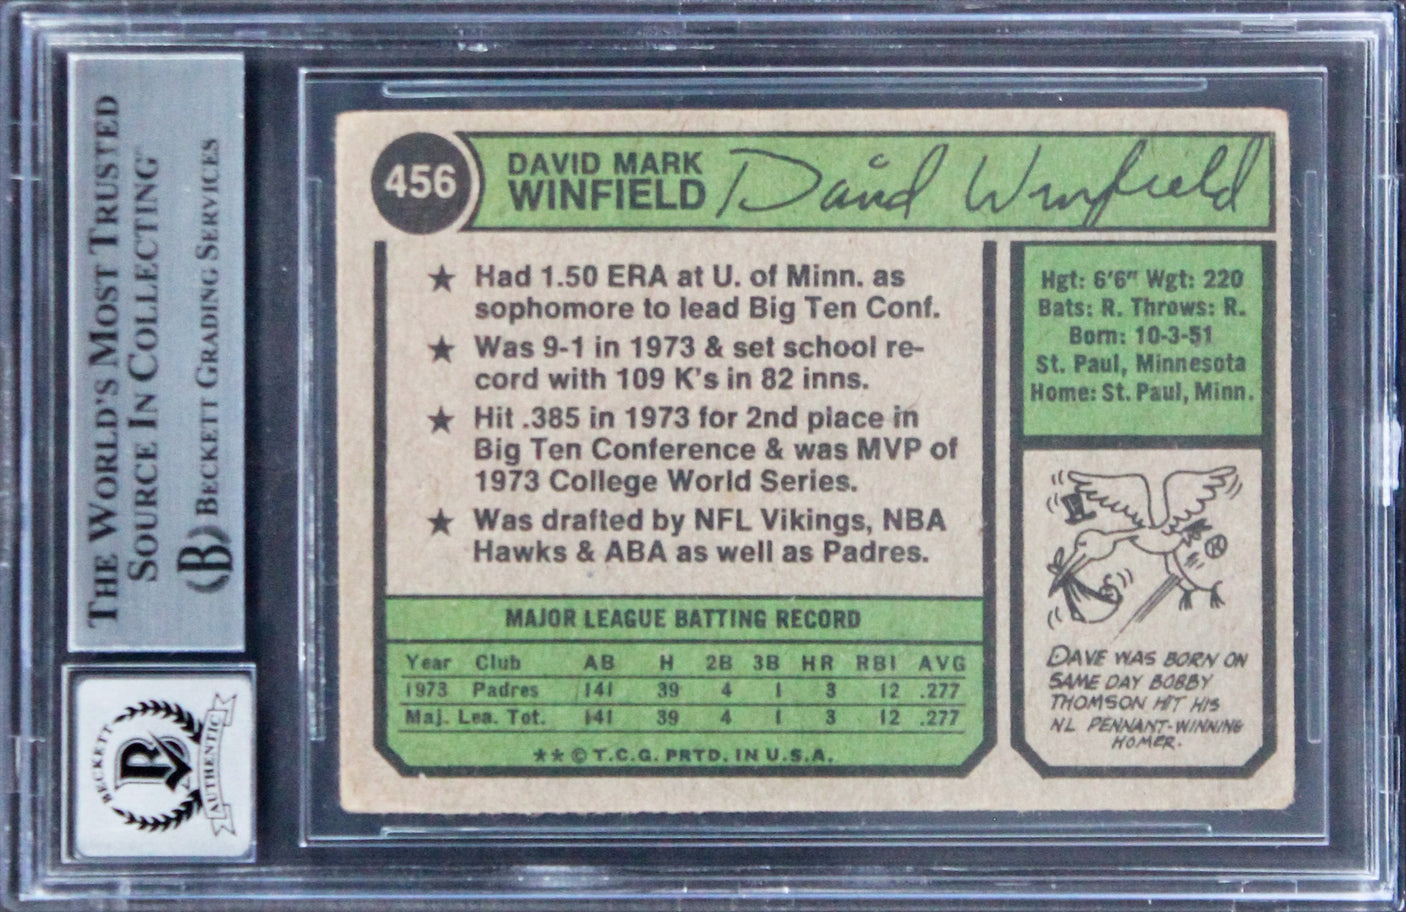 THE WORLD'S MOST TRUSTED
SOURCE IN COLLECTING™
BECKETT GRADING SERVICES
B
BECKETT
B
AUTHENTIC
456
DAVID MARK
WINFIELD
David Winfield
★ Had 1.50 ERA at U. of Minn. as
sophomore to lead Big Ten Conf.
★ Was 9-1 in 1973 & set school re-
cord with 109 K's in 82 inns.
★ Hit .385 in 1973 for 2nd place in
Big Ten Conference & was MVP of
1973 College World Series.
★ Was drafted by NFL Vikings, NBA
Hawks & ABA as well as Padres.
MAJOR LEAGUE BATTING RECORD
Year Club AB H 2B 3B HR RBI AVG
1973 Padres 141 39 4 1 3 12 .277
Maj. Lea. Tot. 141 39 4 1 3 12 .277
**© T.C.G. PRTD. IN U.S.A.
Hgt: 6'6" Wgt: 220
Bats: R. Throws: R.
Born: 10-3-51
St. Paul, Minnesota
Home: St. Paul, Minn.
DAVE WAS BORN ON
SAME DAY BOBBY
THOMSON HIT HIS
NL PENNANT-WINNING
HOMER.